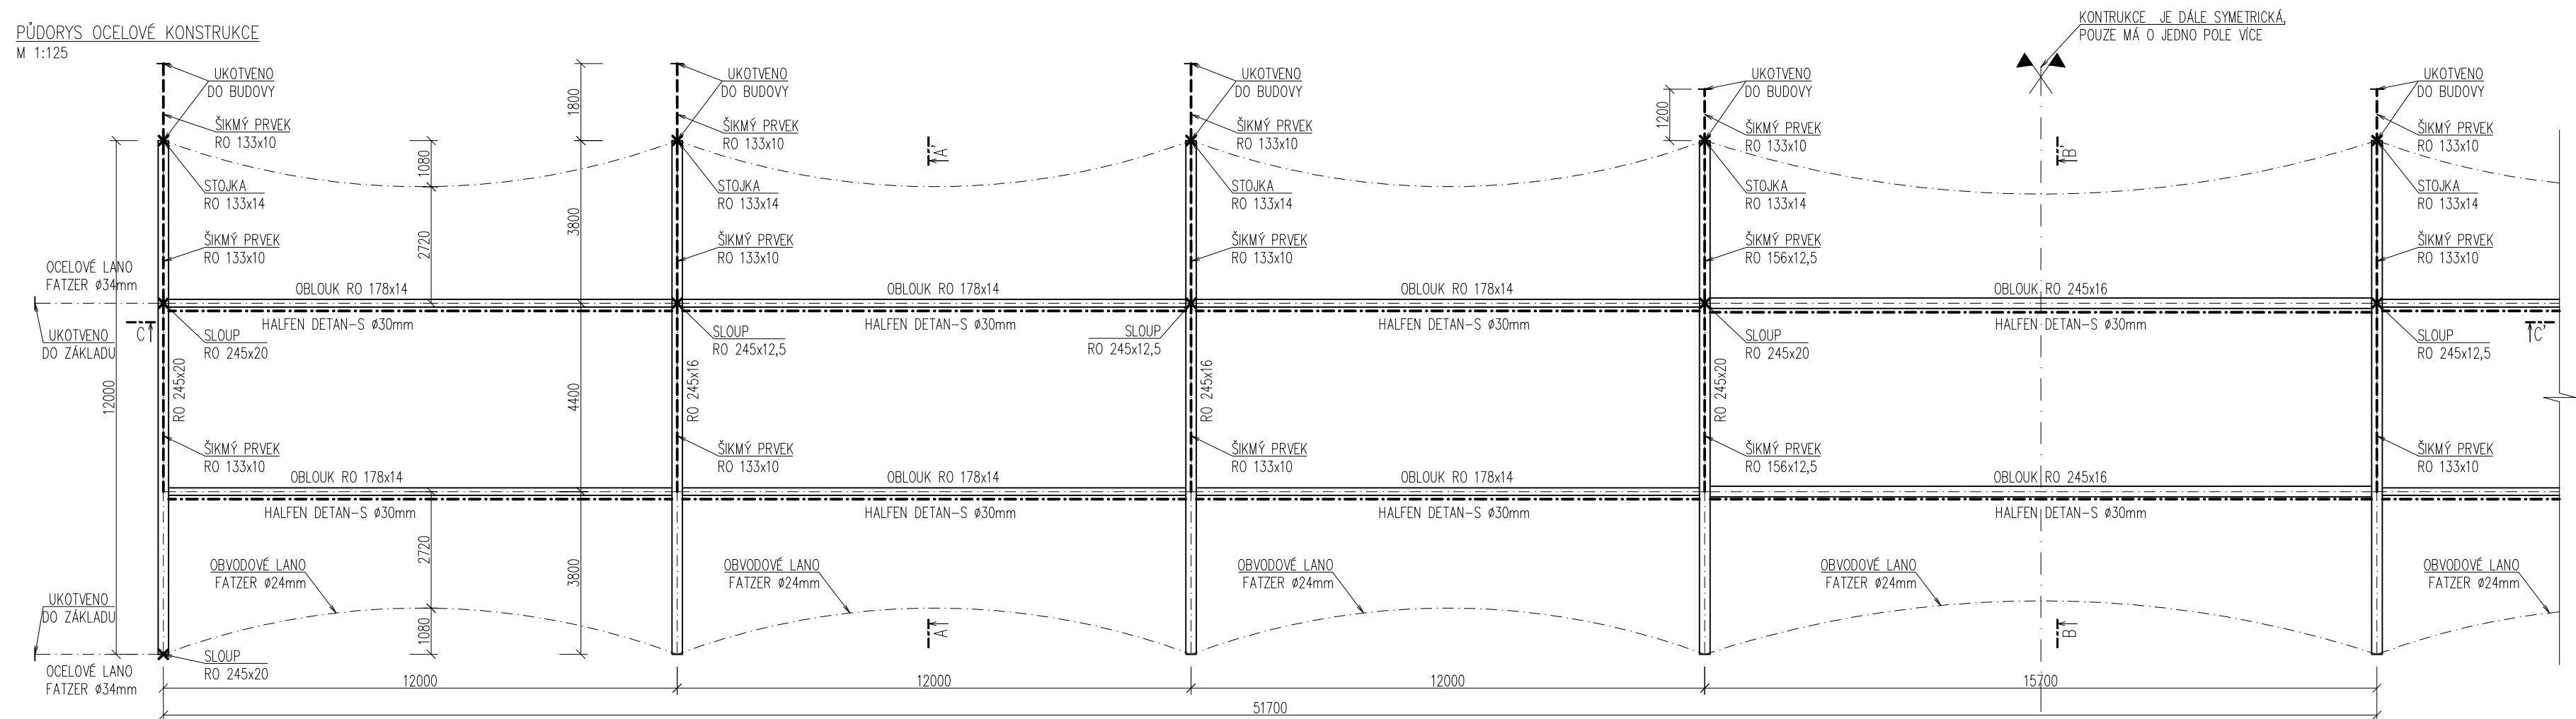 PŮDORYS OCELOVÉ KONSTRUKCE
M 1:125
KONTRUKCE JE DÁLE SYMETRICKÁ,
POUZE MÁ O JEDNO POLE VÍCE
UKOTVENO
DO BUDOVY
UKOTVENO
DO BUDOVY
UKOTVENO
DO BUDOVY
UKOTVENO
DO BUDOVY
UKOTVENO
DO BUDOVY
1800
1200
ŠIKMÝ PRVEK
RO 133x10
ŠIKMÝ PRVEK
RO 133x10
ŠIKMÝ PRVEK
RO 133x10
ŠIKMÝ PRVEK
RO 133x10
ŠIKMÝ PRVEK
RO 133x10
1080
A'
B'
STOJKA
RO 133x14
STOJKA
RO 133x14
STOJKA
RO 133x14
STOJKA
RO 133x14
STOJKA
RO 133x14
3800
2720
ŠIKMÝ PRVEK
RO 133x10
ŠIKMÝ PRVEK
RO 133x10
ŠIKMÝ PRVEK
RO 133x10
ŠIKMÝ PRVEK
RO 156x12,5
ŠIKMÝ PRVEK
RO 133x10
OCELOVÉ LANO
FATZER ø34mm
OBLOUK RO 178x14
OBLOUK RO 178x14
OBLOUK RO 178x14
OBLOUK RO 245x16
HALFEN DETAN-S ø30mm
HALFEN DETAN-S ø30mm
HALFEN DETAN-S ø30mm
HALFEN DETAN-S ø30mm
UKOTVENO
DO ZÁKLADU
C
C'
SLOUP
RO 245x20
SLOUP
RO 245x12,5
SLOUP
RO 245x12,5
SLOUP
RO 245x20
SLOUP
RO 245x12,5
12000
RO 245x20
4400
RO 245x16
RO 245x16
RO 245x20
ŠIKMÝ PRVEK
RO 133x10
ŠIKMÝ PRVEK
RO 133x10
ŠIKMÝ PRVEK
RO 133x10
ŠIKMÝ PRVEK
RO 156x12,5
ŠIKMÝ PRVEK
RO 133x10
OBLOUK RO 178x14
OBLOUK RO 178x14
OBLOUK RO 178x14
OBLOUK RO 245x16
HALFEN DETAN-S ø30mm
HALFEN DETAN-S ø30mm
HALFEN DETAN-S ø30mm
HALFEN DETAN-S ø30mm
2720
3800
OBVODOVÉ LANO
FATZER ø24mm
OBVODOVÉ LANO
FATZER ø24mm
OBVODOVÉ LANO
FATZER ø24mm
OBVODOVÉ LANO
FATZER ø24mm
OBVODOVÉ LANO
FATZER ø24mm
UKOTVENO
DO ZÁKLADU
1080
A
B
SLOUP
RO 245x20
OCELOVÉ LANO
FATZER ø34mm
12000
12000
12000
15700
51700